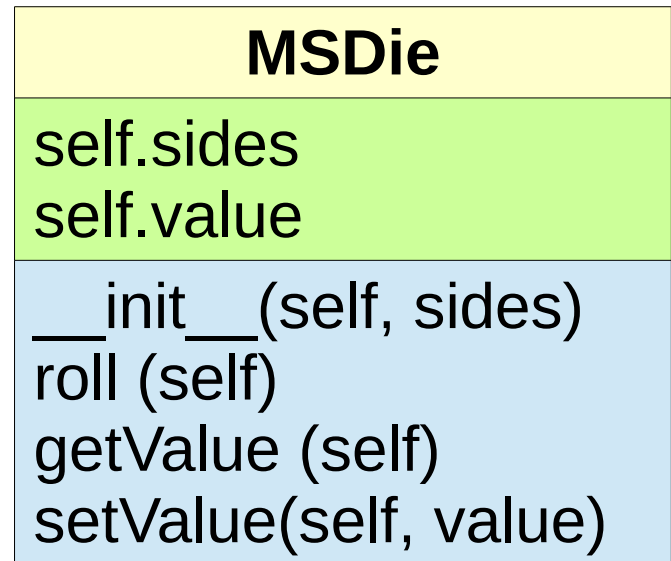 MSDie
self.sides
self.value
__init__(self, sides)
roll (self)
getValue (self)
setValue(self, value)